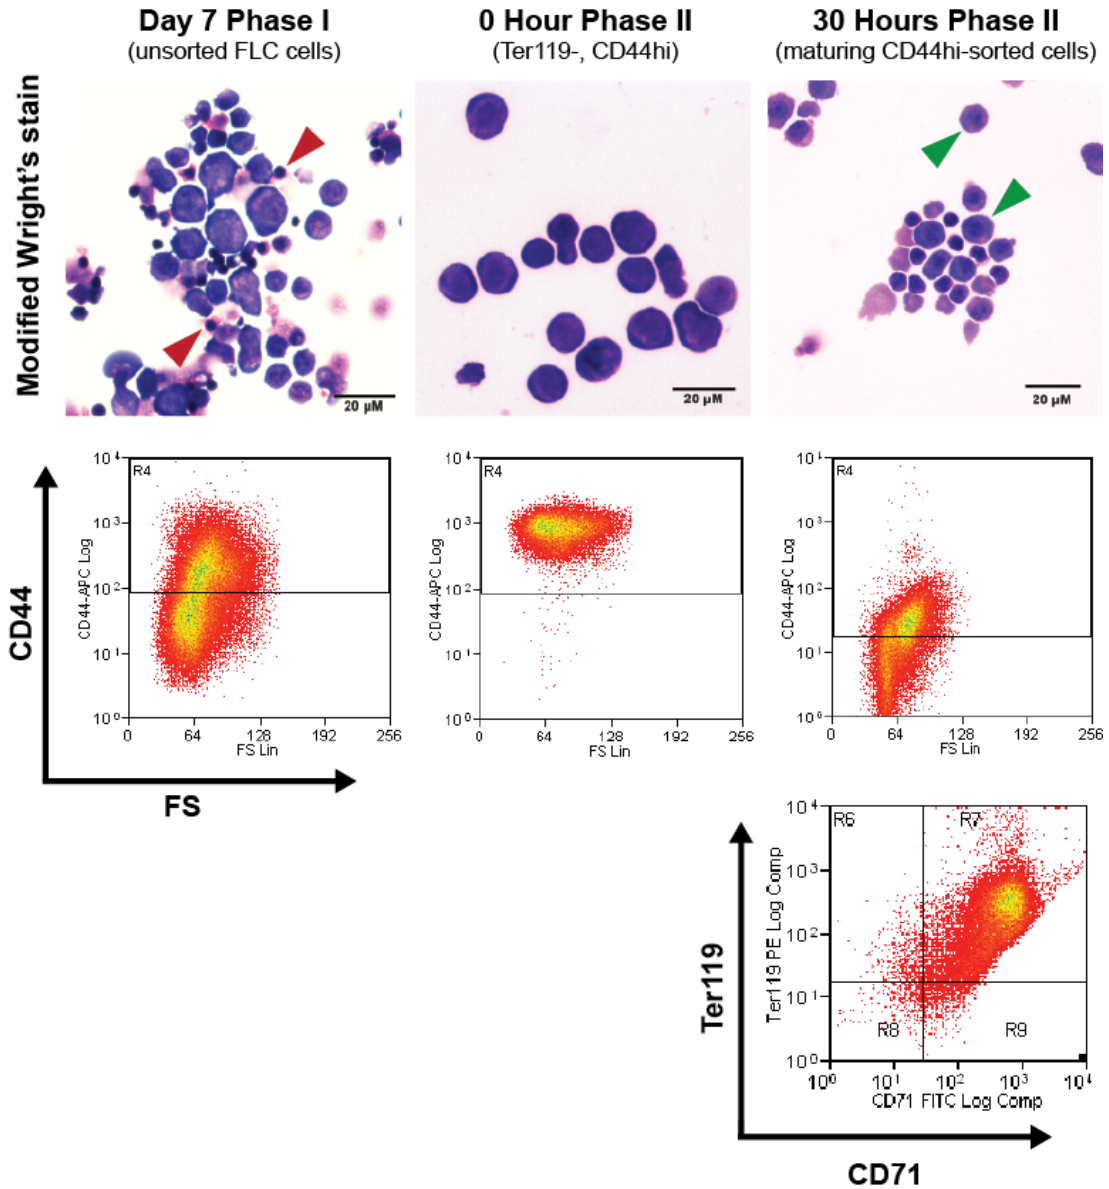 Day 7 Phase I
(unsorted FLC cells)
0 Hour Phase II
(Ter119-, CD44hi)
30 Hours Phase II
(maturing CD44hi-sorted cells)
Modified Wright's stain
20 µM
20 µM
20 µM
CD44
FS
R4
CD44-APC Log
10⁴
10³
10²
10¹
10⁰
0 64 128 192 256
FS Lin
R4
CD44-APC Log
10⁴
10³
10²
10¹
10⁰
0 64 128 192 256
FS Lin
R4
CD44-APC Log
10⁴
10³
10²
10¹
10⁰
0 64 128 192 256
FS Lin
Ter119
CD71
R6 R7
R8 R9
Ter119 PE Log Comp
10⁴
10³
10²
10¹
10⁰
10⁰ 10¹ 10² 10³ 10⁴
CD71 FITC Log Comp